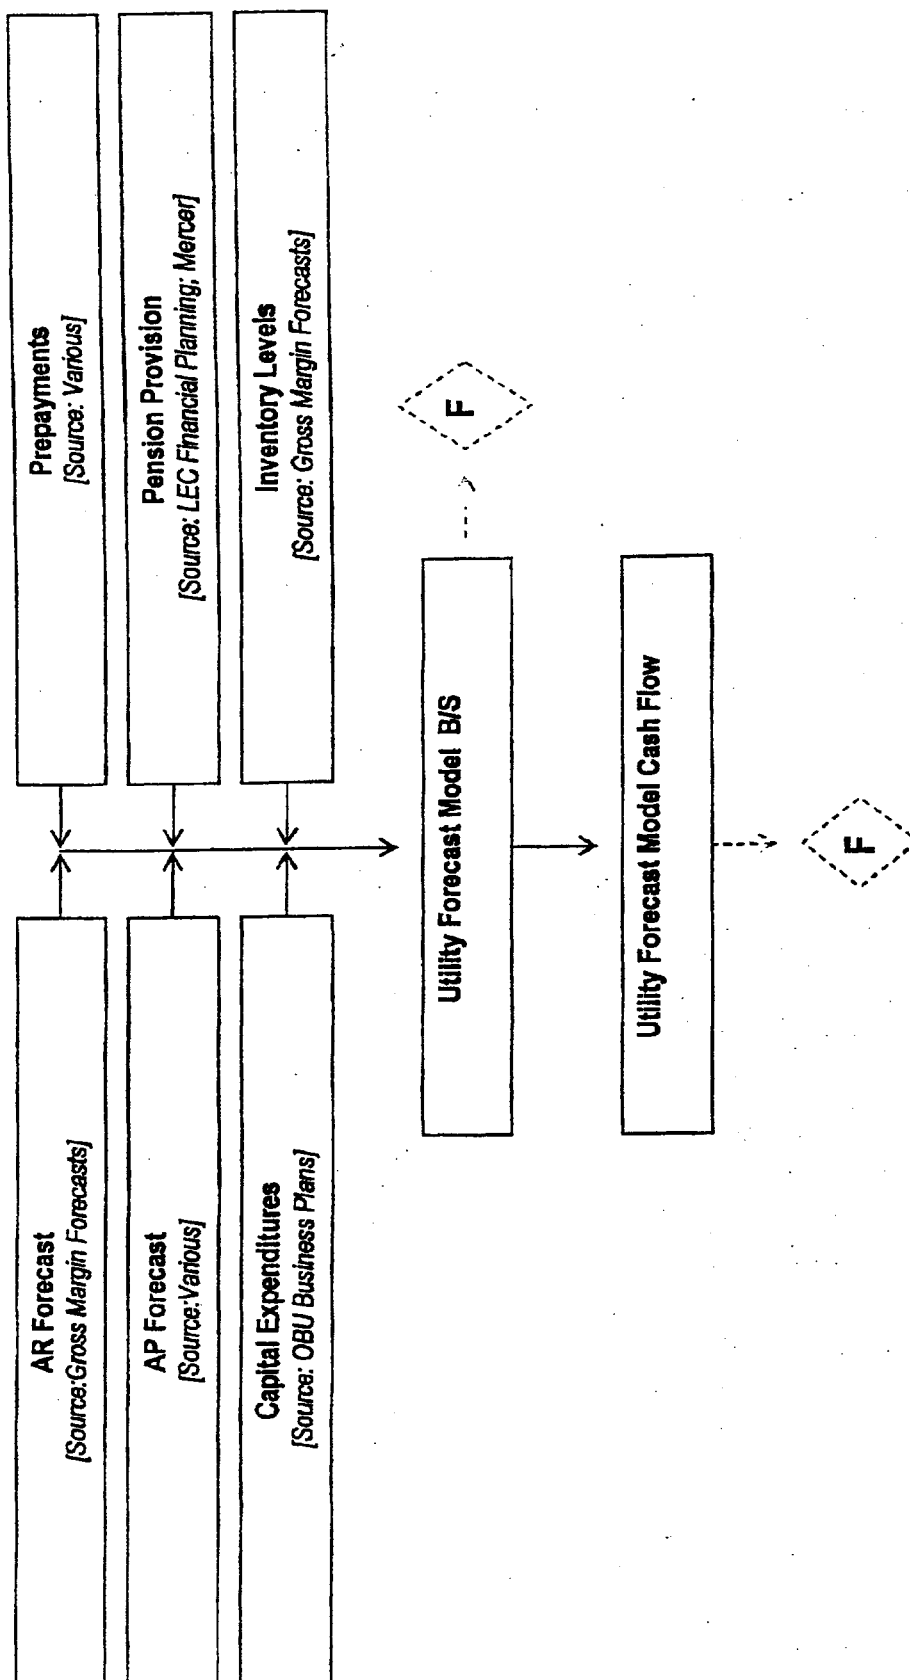 AR Forecast
[Source:Gross Margin Forecasts]
Prepayments
[Source: Various]
AP Forecast
[Source:Various]
Pension Provision
[Source: LEC Financial Planning; Mercer]
Capital Expenditures
[Source: OBU Business Plans]
Inventory Levels
[Source: Gross Margin Forecasts]
Utility Forecast Model B/S
F
Utility Forecast Model Cash Flow
F